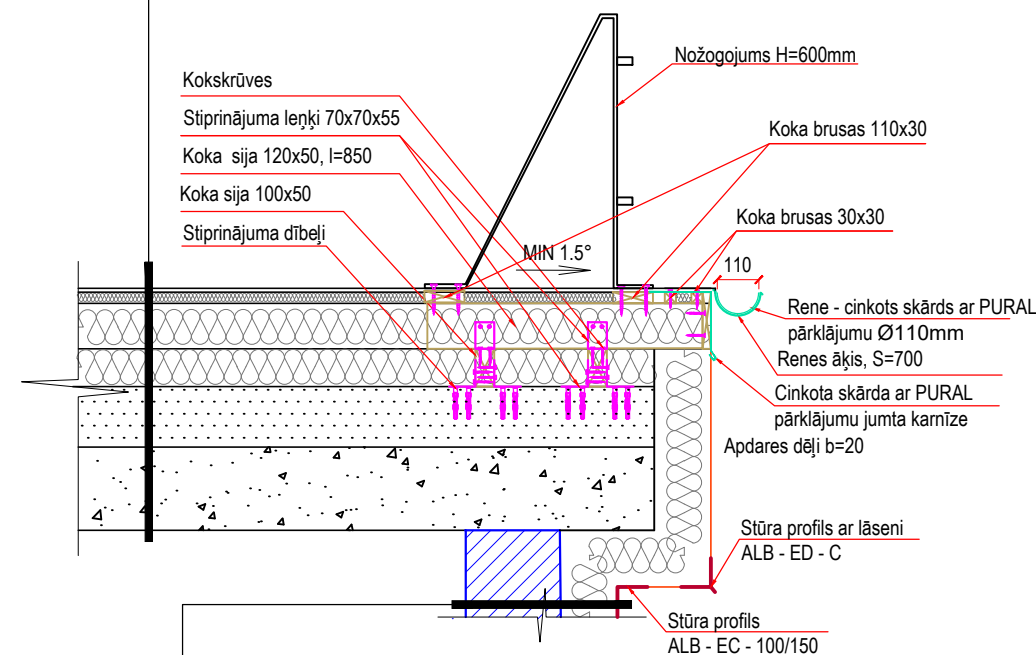 Kokskrūves
Stiprinājuma leņķi 70x70x55
Koka sija 120x50, l=850
Koka sija 100x50
Stiprinājuma dībeļi
Nožogojums H=600mm
Koka brusas 110x30
Koka brusas 30x30
MIN 1.5°
110
Rene - cinkots skārds ar PURAL
pārklājumu Ø110mm
Renes āķis, S=700
Cinkota skārda ar PURAL
pārklājumu jumta karnīze
Apdares dēļi b=20
Stūra profils ar lāseni
ALB - ED - C
Stūra profils
ALB - EC - 100/150